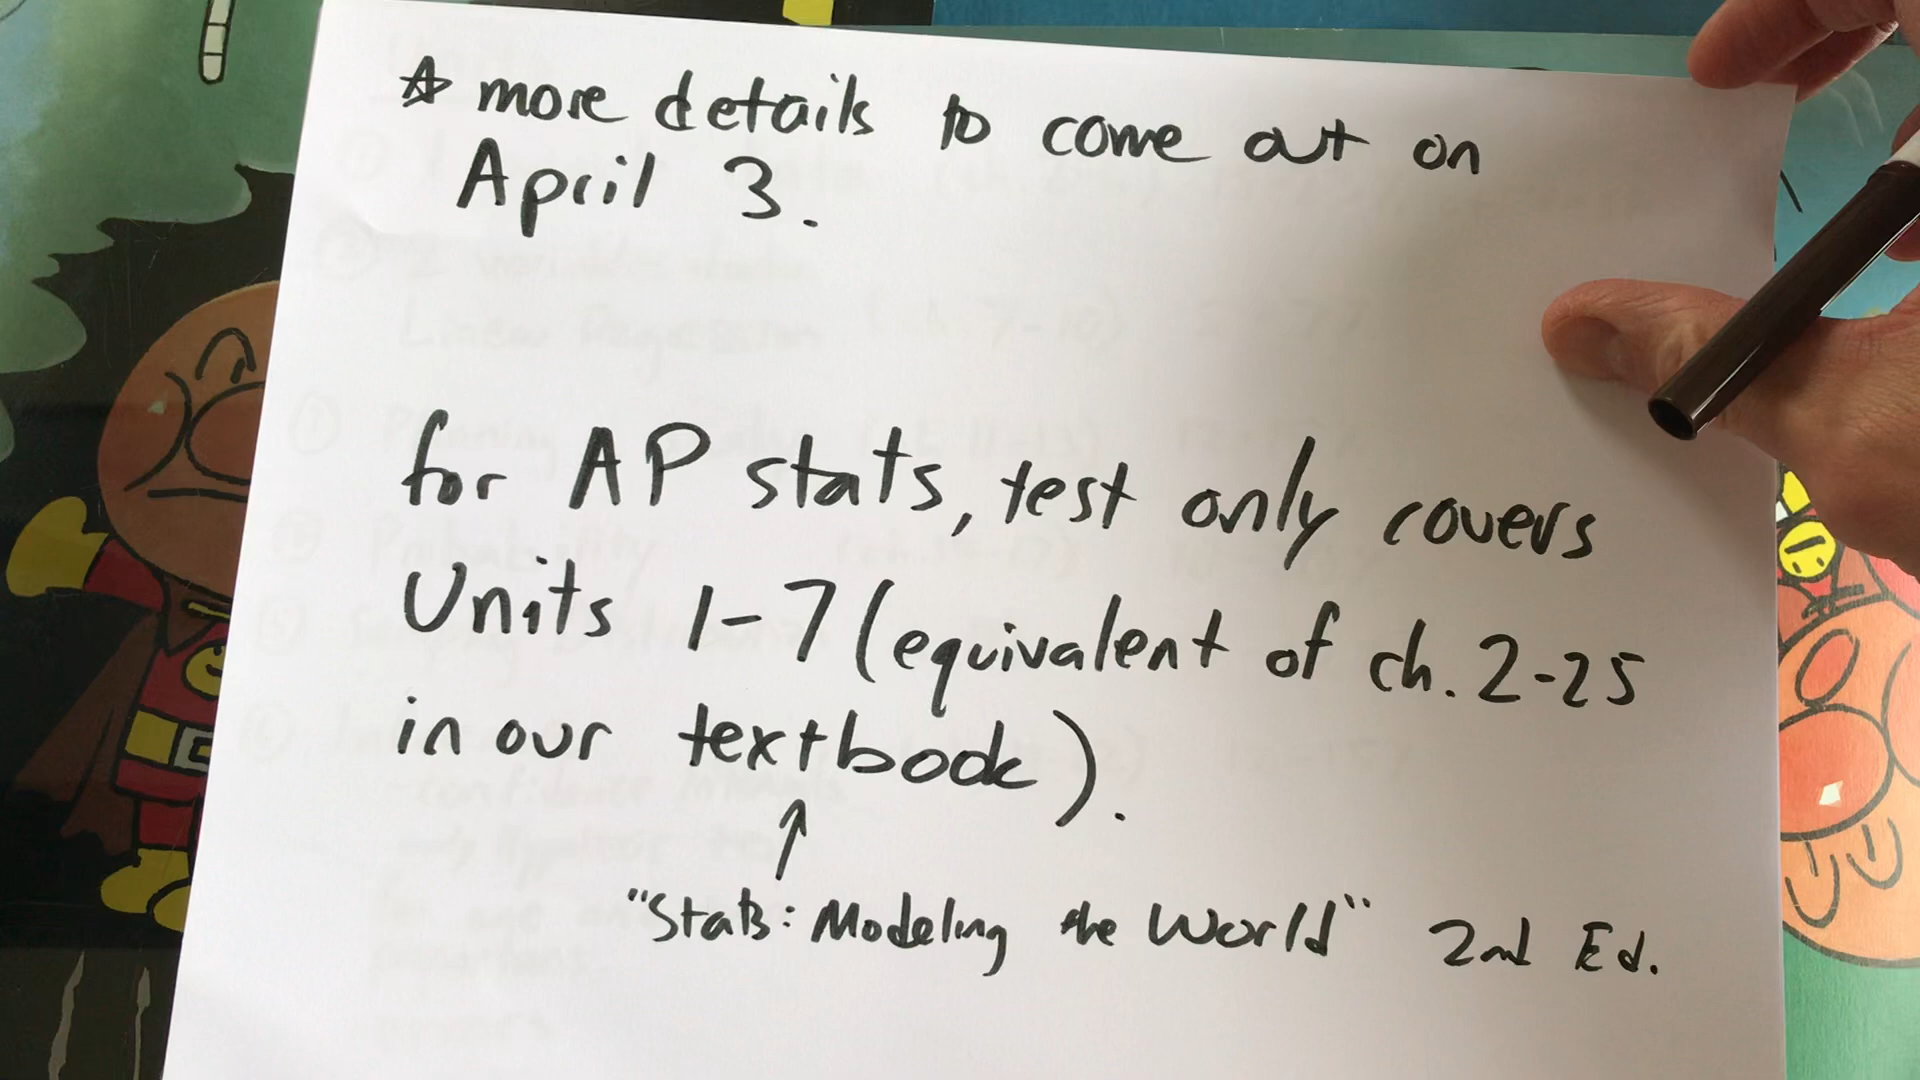 ☆ more details to come out on
April 3.
for AP stats, test only covers
Units 1-7 (equivalent of ch. 2-25
in our textbook).
↑
"Stats: Modeling the World" 2nd Ed.